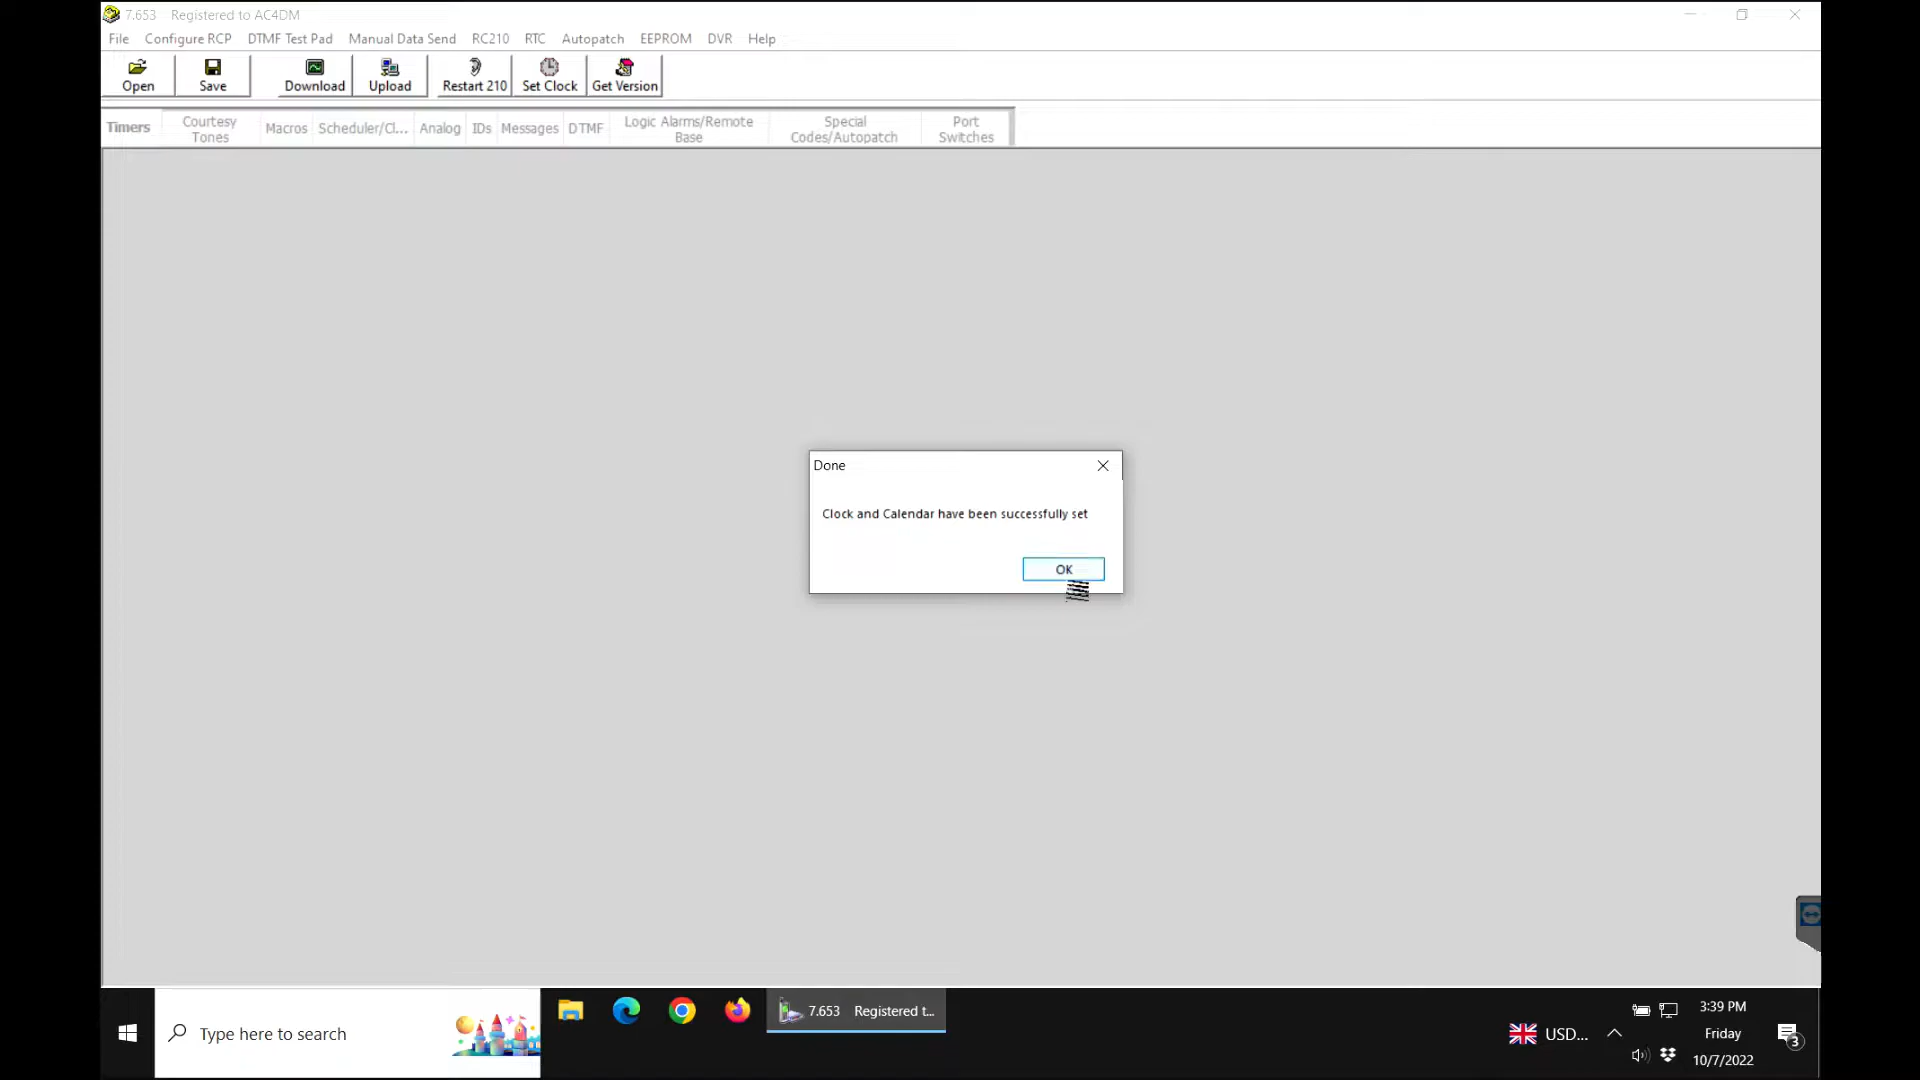 7.653 Registered to AC4DM
File Configure RCP DTMF Test Pad Manual Data Send RC210 RTC Autopatch EEPROM DVR Help
Open Save Download Upload Restart 210 Set Clock Get Version
Timers Courtesy Tones Macros Scheduler/Cl... Analog IDs Messages DTMF Logic Alarms/Remote Base Special Codes/Autopatch Port Switches
Done
Clock and Calendar have been successfully set
OK
Type here to search
7.653 Registered t...
USD...
3:39 PM
Friday
10/7/2022
3